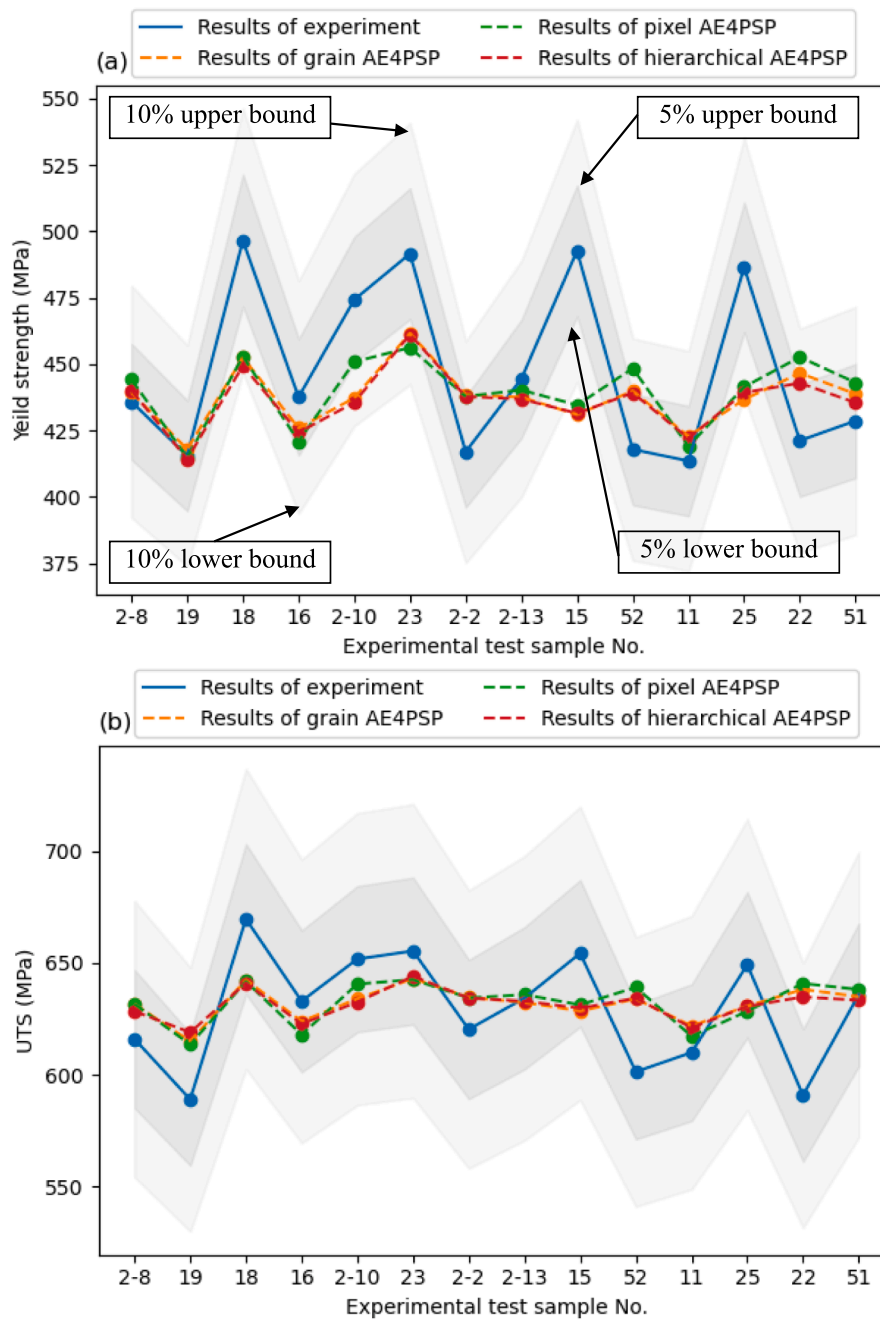 Results of experiment
Results of pixel AE4PSP
Results of grain AE4PSP
Results of hierarchical AE4PSP
(a)
550
525
500
475
450
425
400
375
Yeild strength (MPa)
10% upper bound
5% upper bound
10% lower bound
5% lower bound
2-8 19 18 16 2-10 23 2-2 2-13 15 52 11 25 22 51
Experimental test sample No.
Results of experiment
Results of pixel AE4PSP
Results of grain AE4PSP
Results of hierarchical AE4PSP
(b)
700
650
600
550
UTS (MPa)
2-8 19 18 16 2-10 23 2-2 2-13 15 52 11 25 22 51
Experimental test sample No.